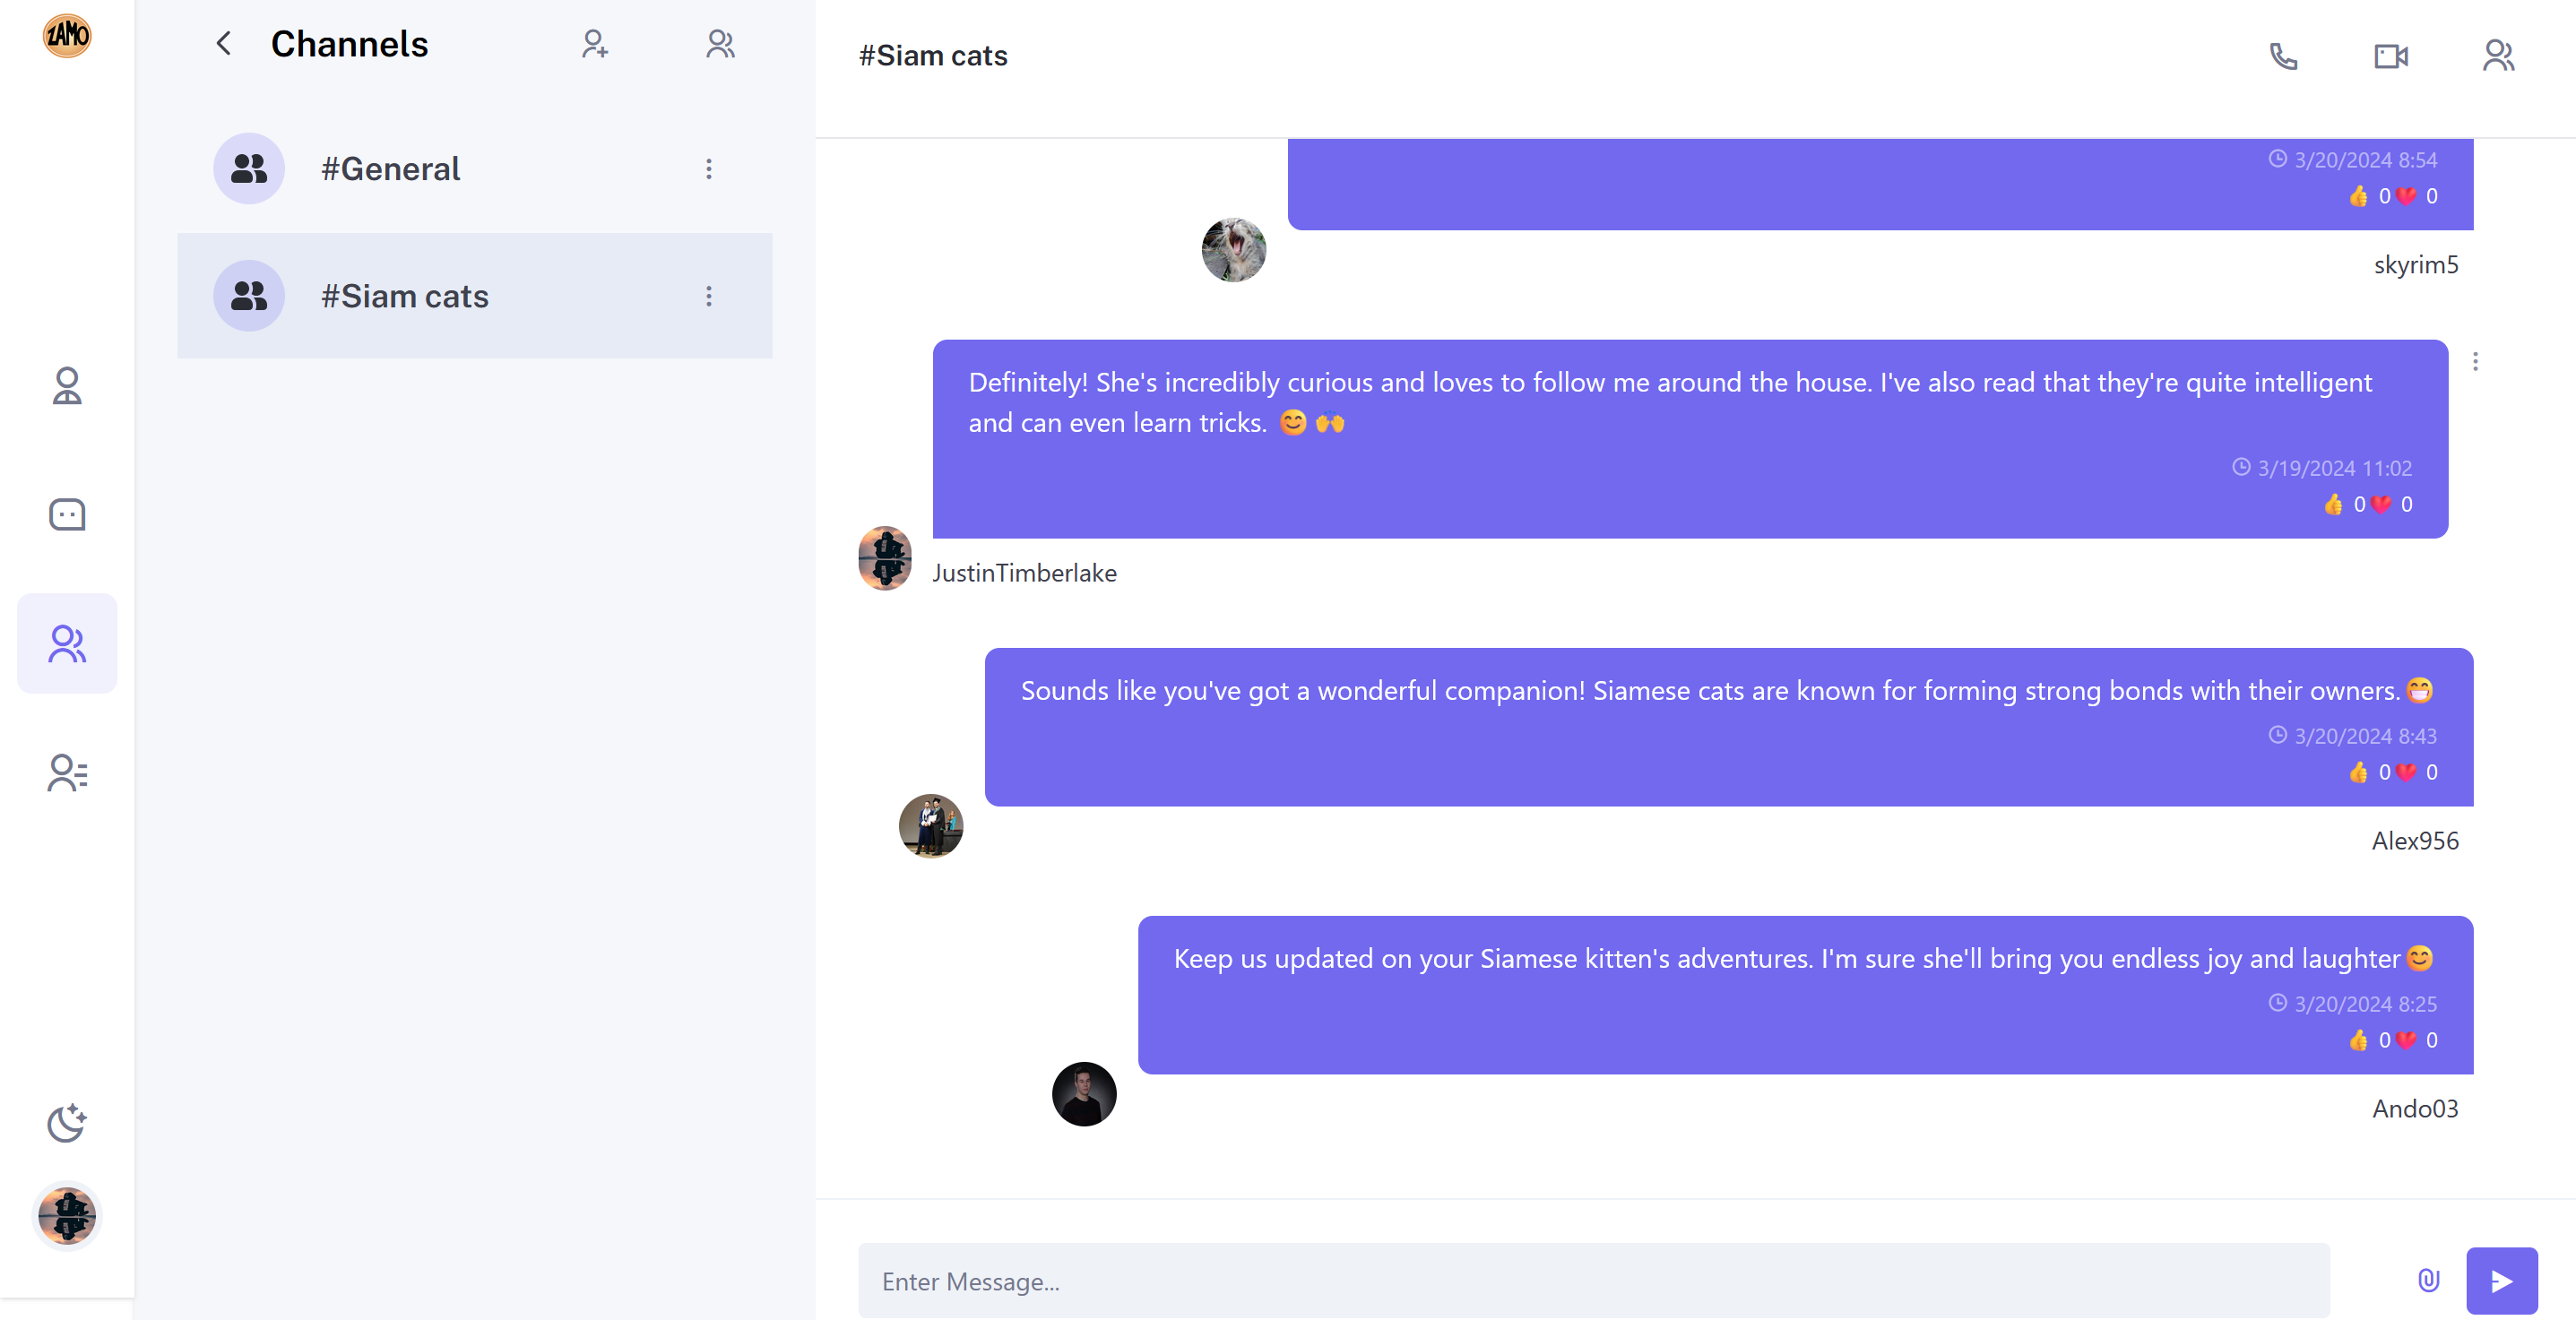 ZAMO
Channels
#General
#Siam cats
#Siam cats
3/20/2024 8:54
👍 0❤️ 0
skyrim5
Definitely! She's incredibly curious and loves to follow me around the house. I've also read that they're quite intelligent
and can even learn tricks. 😊🙌
3/19/2024 11:02
👍 0❤️ 0
JustinTimberlake
Sounds like you've got a wonderful companion! Siamese cats are known for forming strong bonds with their owners.😁
3/20/2024 8:43
👍 0❤️ 0
Alex956
Keep us updated on your Siamese kitten's adventures. I'm sure she'll bring you endless joy and laughter😊
3/20/2024 8:25
👍 0❤️ 0
Ando03
Enter Message...